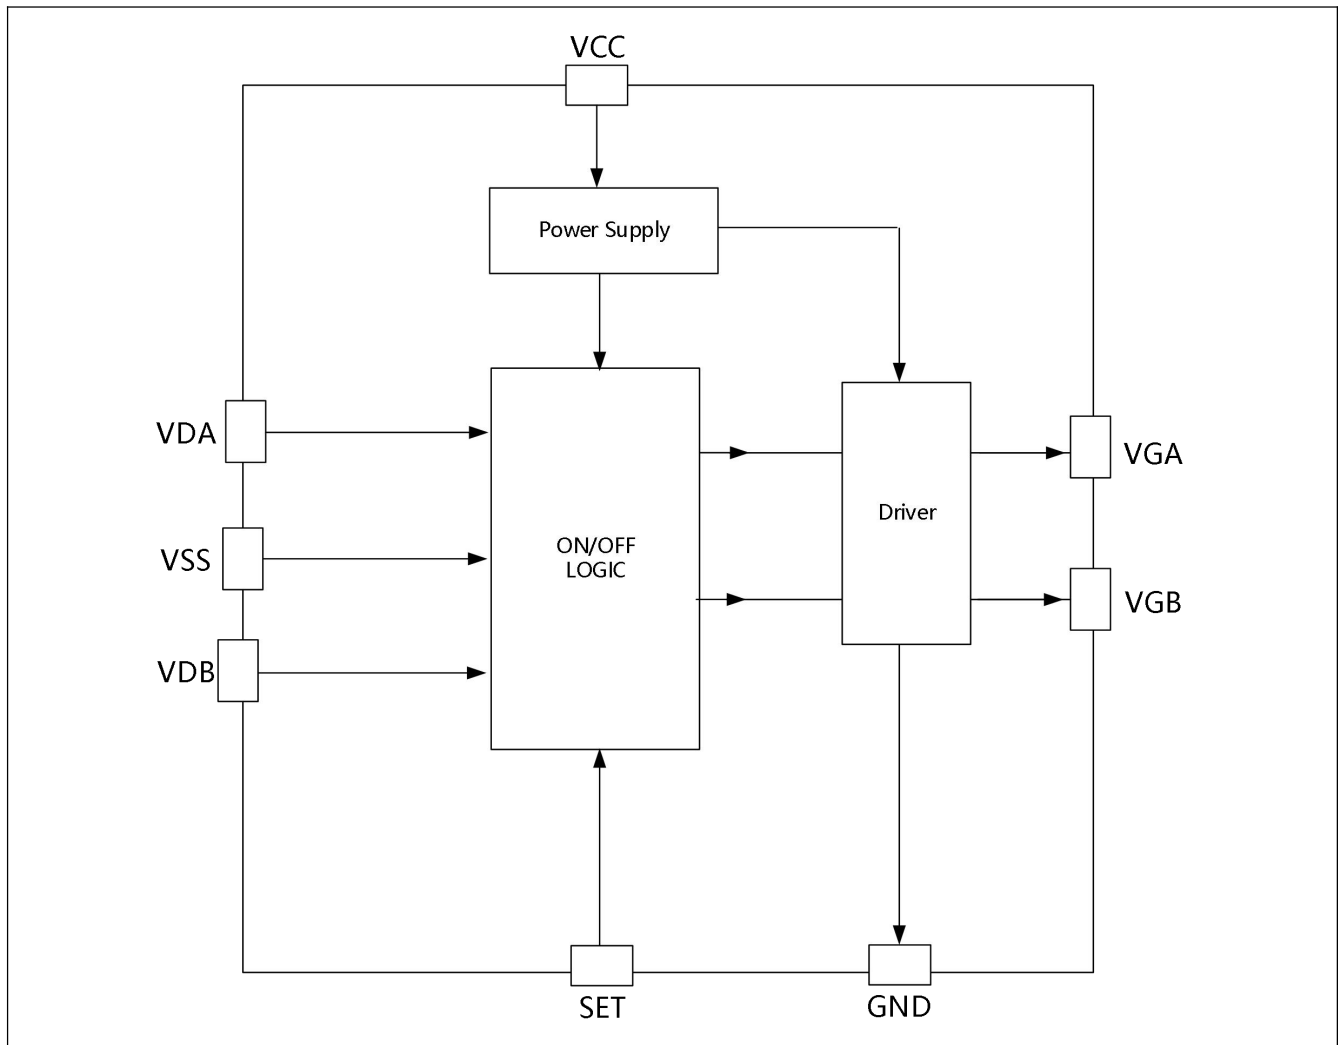 VCC
Power Supply
VDA
VGA
Driver
ON/OFF
LOGIC
VSS
VGB
VDB
SET
GND